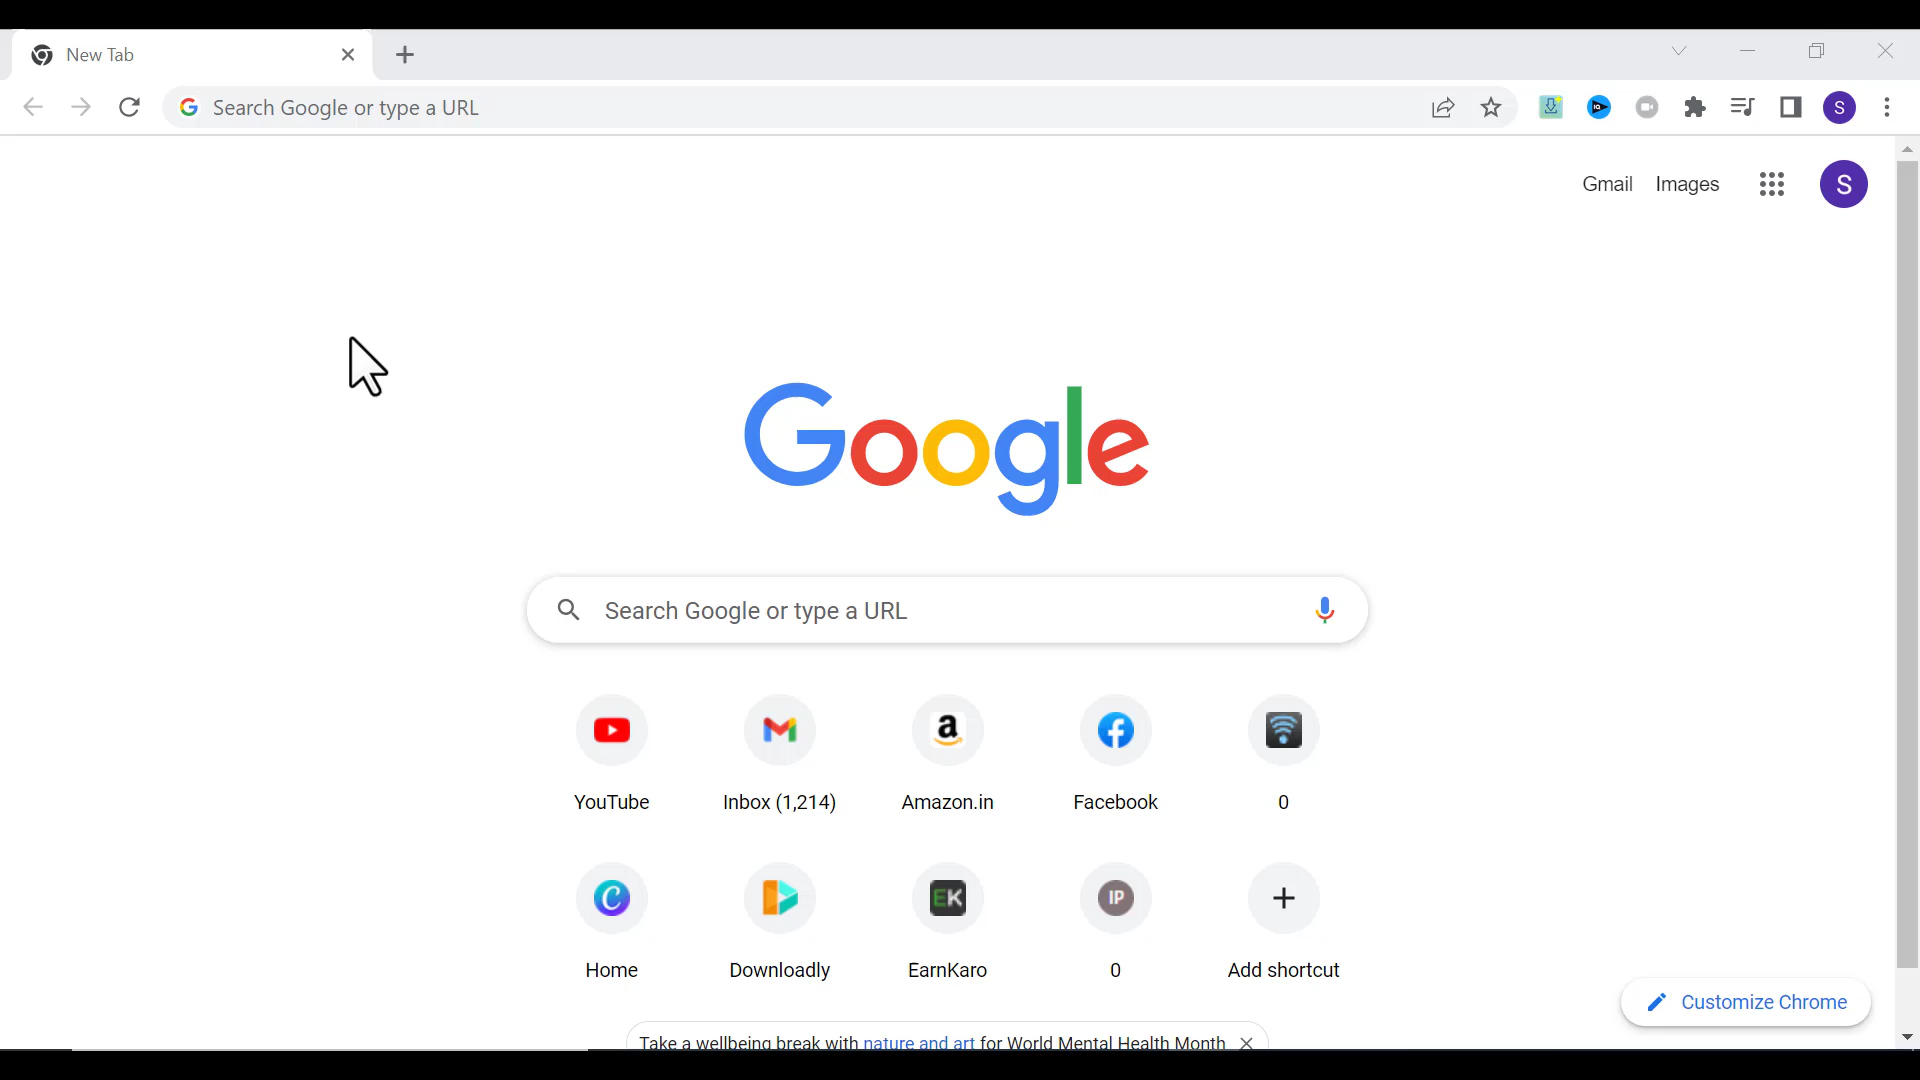 New Tab
Search Google or type a URL
S
Gmail Images S
Google
Search Google or type a URL
YouTube Inbox (1,214) Amazon.in Facebook 0
EK IP
Home Downloadly EarnKaro 0 Add shortcut
Customize Chrome
Take a wellbeing break with nature and art for World Mental Health Month